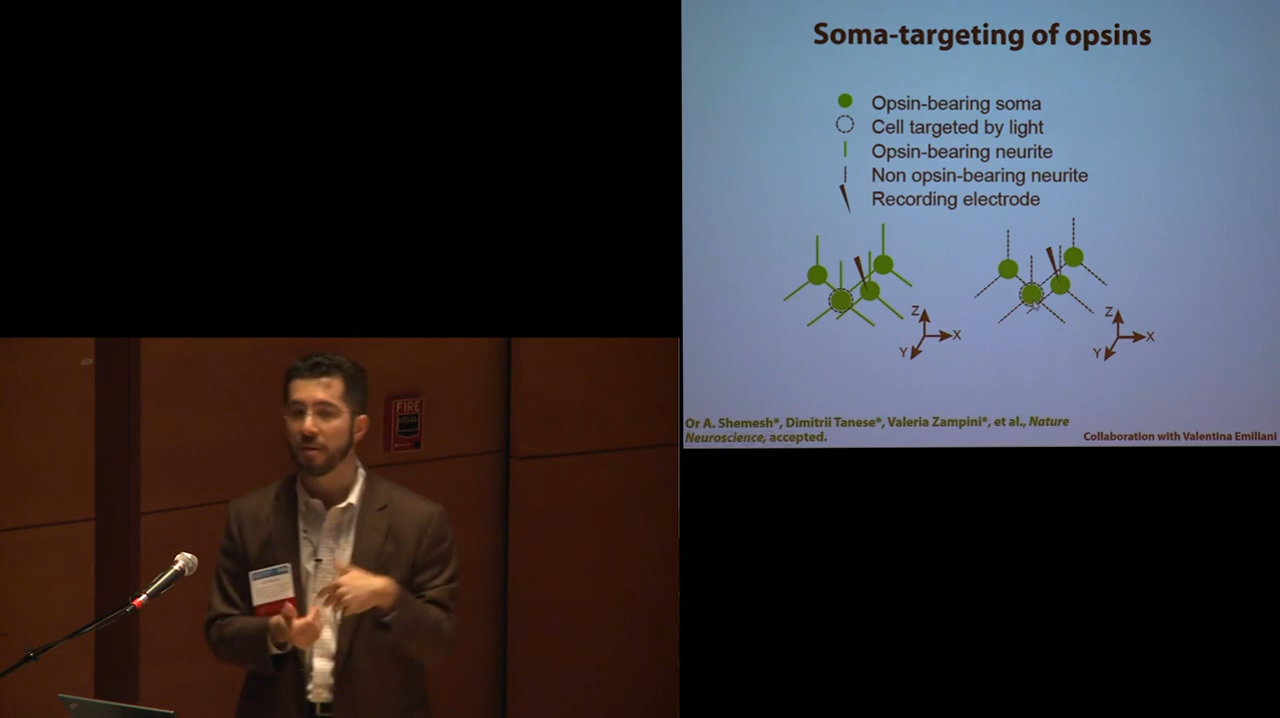 Soma-targeting of opsins
Opsin-bearing soma
Cell targeted by light
Opsin-bearing neurite
Non opsin-bearing neurite
Recording electrode
Z
X
Y
Z
X
Y
Or A. Shemesh*, Dimitrii Tanese*, Valeria Zampini*, et al., Nature
Neuroscience, accepted.
Collaboration with Valentina Emiliani
FIRE